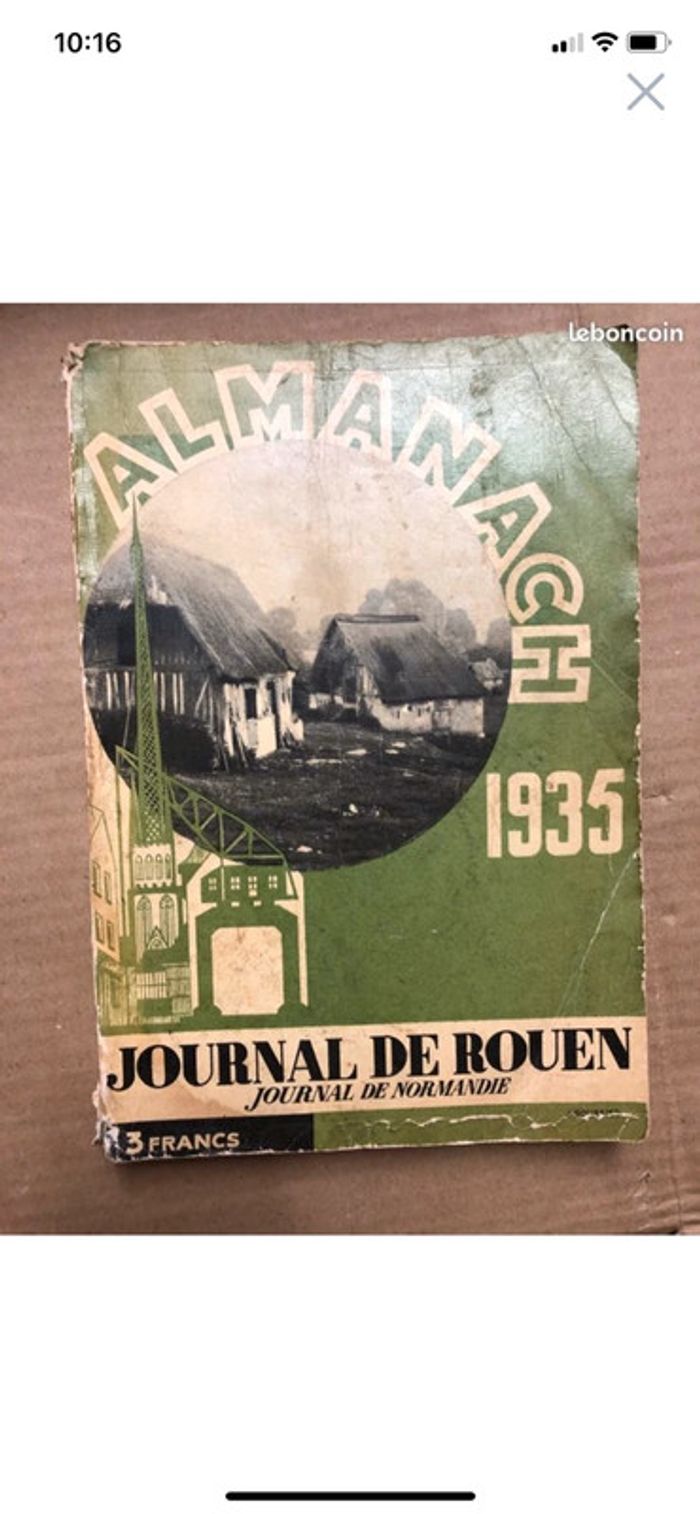 10:16
leboncoin
ALMANACH
1935
JOURNAL DE ROUEN
JOURNAL DE NORMANDIE
3 FRANCS